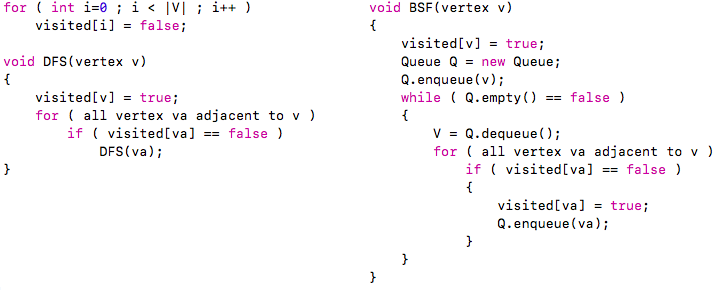 for ( int i=0 ; i < |V| ; i++ )
    visited[i] = false;

void DFS(vertex v)
{
    visited[v] = true;
    for ( all vertex va adjacent to v )
        if ( visited[va] == false )
            DFS(va);
}

void BSF(vertex v)
{
    visited[v] = true;
    Queue Q = new Queue;
    Q.enqueue(v);
    while ( Q.empty() == false )
    {
        V = Q.dequeue();
        for ( all vertex va adjacent to v )
            if ( visited[va] == false )
            {
                visited[va] = true;
                Q.enqueue(va);
            }
    }
}